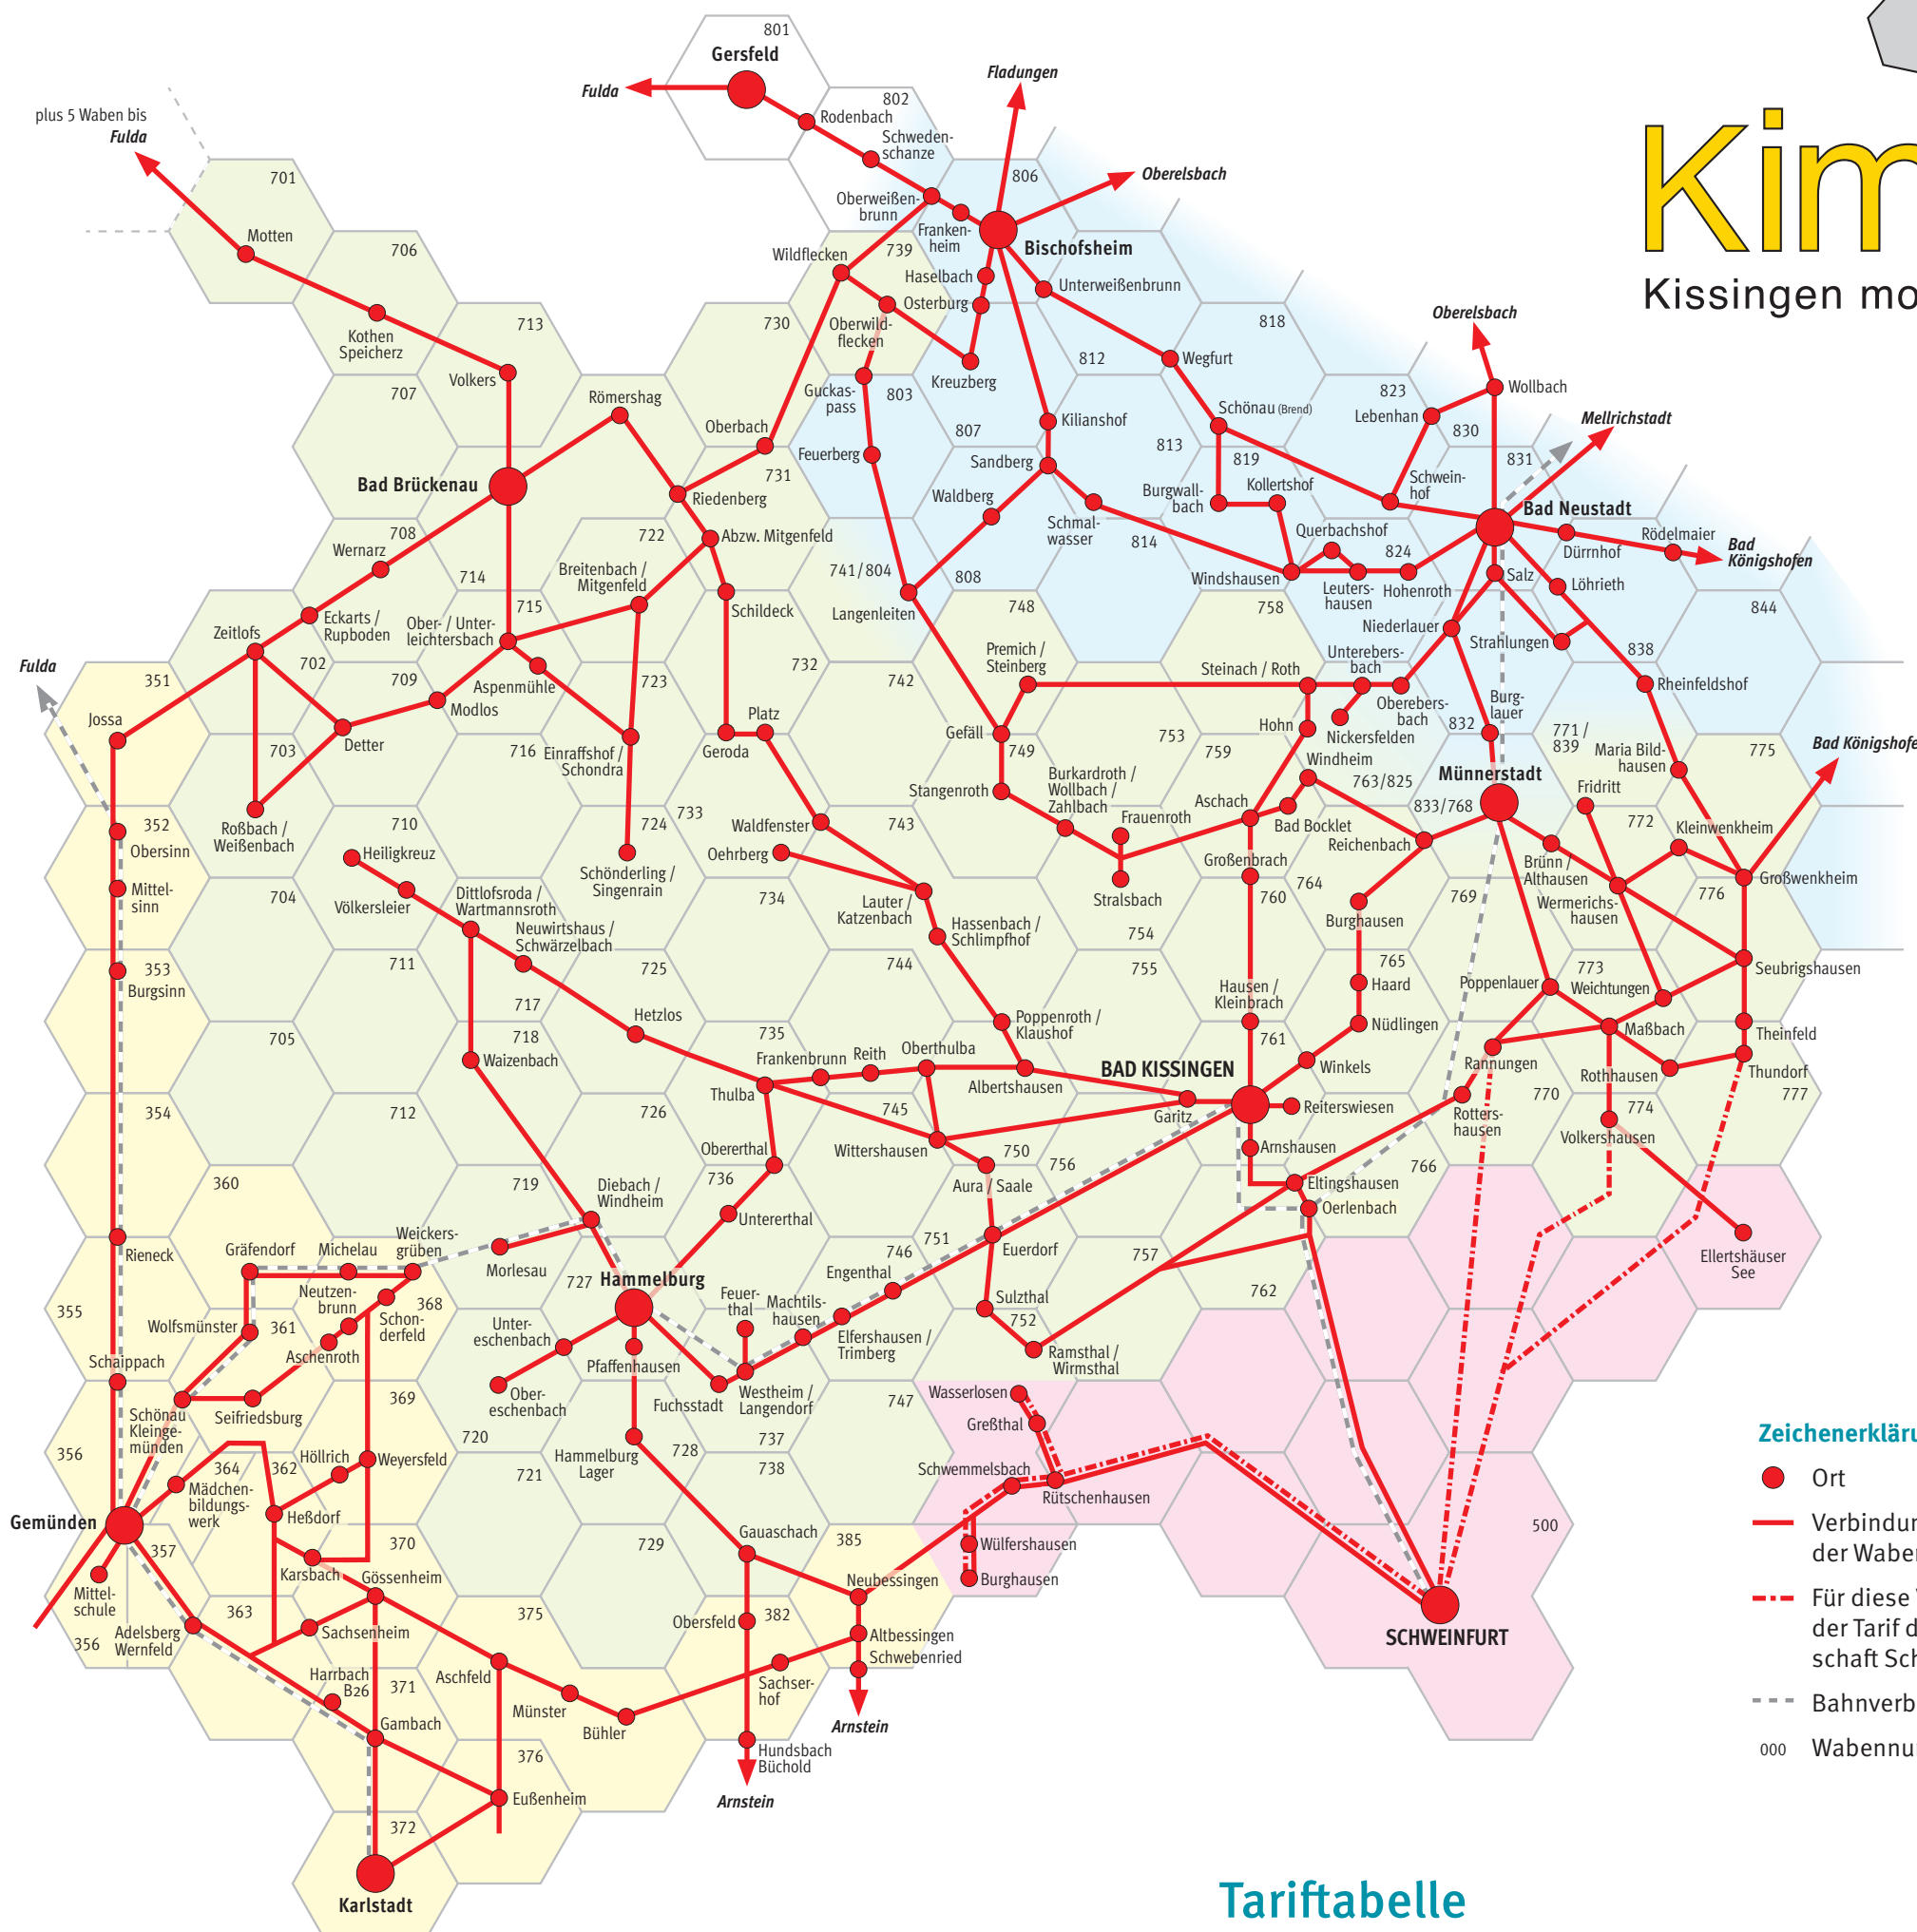 801
Gersfeld
Fulda
802
Rodenbach
Schweden-
schanze
Fladungen
Oberelsbach
806
plus 5 Waben bis
Fulda
Kim
Kissingen mo
701
Motten
706
Kothen
Speicherz
Oberweißen-
brunn
Franken-
heim
Bischofsheim
Wildflecken
739
Haselbach
Osterburg
Unterweißenbrunn
Oberwild-
flecken
Kreuzberg
713
730
Volkers
707
Römershag
Oberbach
Guckas-
pass
803
Feuerberg
812
818
Wegfurt
Oberelsbach
823
Wollbach
Lebenhan
Mellrichstadt
830
831
Kilianshof
807
Sandberg
813
Schönau (Brend)
819
Burgwall-
bach
Kollertshof
Schwein-
hof
Bad Neustadt
Bad Brückenau
731
Riedenberg
Waldberg
Schmal-
wasser
814
Querbachshof
824
Dürrnhof
Rödelmaier
Bad
Königshofen
708
Wernarz
722
Abzw. Mitgenfeld
Breitenbach /
Mitgenfeld
714
715
741/804
808
Windshausen
Leuters-
hausen
Hohenroth
Salz
Löhrieth
Schildeck
Langenleiten
748
758
844
Eckarts /
Rupboden
Ober-/ Unter-
leichtersbach
Zeitlofs
702
709
Aspenmühle
Modlos
Niederlauer
Strahlungen
838
Premich /
Steinberg
Steinach / Roth
Unterebers-
bach
Rheinfeldshof
Fulda
351
Jossa
723
732
742
Oberebers-
bach
Burg-
lauer
703
Detter
716
Einraffshof /
Schondra
Geroda
Platz
Gefäll
749
753
Hohn
759
Nickersfelden
832
771 /
839
Maria Bild-
hausen
775
Bad Königshofe
Windheim
763/825
Münnerstadt
Stangenroth
Burkardroth /
Wollbach /
Zahlbach
Frauenroth
Aschach
Bad Bocklet
833/768
Fridritt
772
Kleinwenkheim
352
Obersinn
Roßbach /
Weißenbach
710
Heiligkreuz
724
733
Waldfenster
743
Oehrberg
Schönderling /
Singenrain
Reichenbach
Großenbrach
Brünn /
Althausen
Großwenkheim
Mittel-
sinn
704
Völkersleier
Dittlofsroda /
Wartmannsroth
Neuwirtshaus /
Schwärzelbach
734
Lauter /
Katzenbach
Stralsbach
760
764
Burghausen
769
Wermerichs-
hausen
776
Hassenbach /
Schlimpfhof
754
353
Burgsinn
711
725
744
755
765
Haard
Poppenlauer
773
Weichtungen
Seubrigshausen
717
Hausen /
Kleinbrach
705
718
Hetzlos
735
Poppenroth /
Klaushof
761
Nüdlingen
Maßbach
Theinfeld
Waizenbach
Frankenbrunn
Reith
Oberthulba
BAD KISSINGEN
Winkels
Rannungen
Rothhausen
Thundorf
Albertshausen
Thulba
354
712
726
745
Garitz
Reiterswiesen
Rotters-
hausen
770
774
777
Obererthal
Wittershausen
750
756
Arnshausen
Volkershausen
360
719
736
Aura / Saale
766
Diebach /
Windheim
Eltingshausen
Untererthal
Oerlenbach
Weickers-
grüben
Rieneck
Gräfendorf
Michelau
Morlesau
727
Hammelburg
746
751
Euerdorf
757
762
Ellertshäuser
See
355
Wolfsmünster
Neutzen-
brunn
361
Schon-
derfeld
368
Aschenroth
Unter-
eschenbach
Feuer-
thal
Machtils-
hausen
Engenthal
Sulzthal
752
Elfershausen /
Trimberg
Ramsthal /
Wirmsthal
Schaippach
Pfaffenhausen
Schönau
Kleinge-
münden
Seifriedsburg
369
Ober-
eschenbach
Fuchsstadt
Westheim /
Langendorf
747
Wasserlosen
Greßthal
Zeichenerkläru
356
364
362
Höllrich
Weyersfeld
720
Hammelburg
Lager
728
737
721
738
Schwemmelsbach
Rütschenhausen
Ort
Mädchen-
bildungs-
werk
Heßdorf
Gemünden
357
370
Karsbach
729
Gauaschach
385
500
Verbindun
der Waben
Wülfershausen
Burghausen
Mittel-
schule
Gössenheim
Neubessingen
363
375
Obersfeld
382
Für diese V
der Tarif d
schaft Sch
356
Adelsberg
Wernfeld
Sachsenheim
Altbessingen
Schwebenried
SCHWEINFURT
Harrbach
B26
371
Aschfeld
Münster
Bühler
Sachser-
hof
Bahnverb
Arnstein
Gambach
376
Hundsbach
Büchold
000
Wabennu
Arnstein
Eußenheim
372
Karlstadt
Tariftabelle